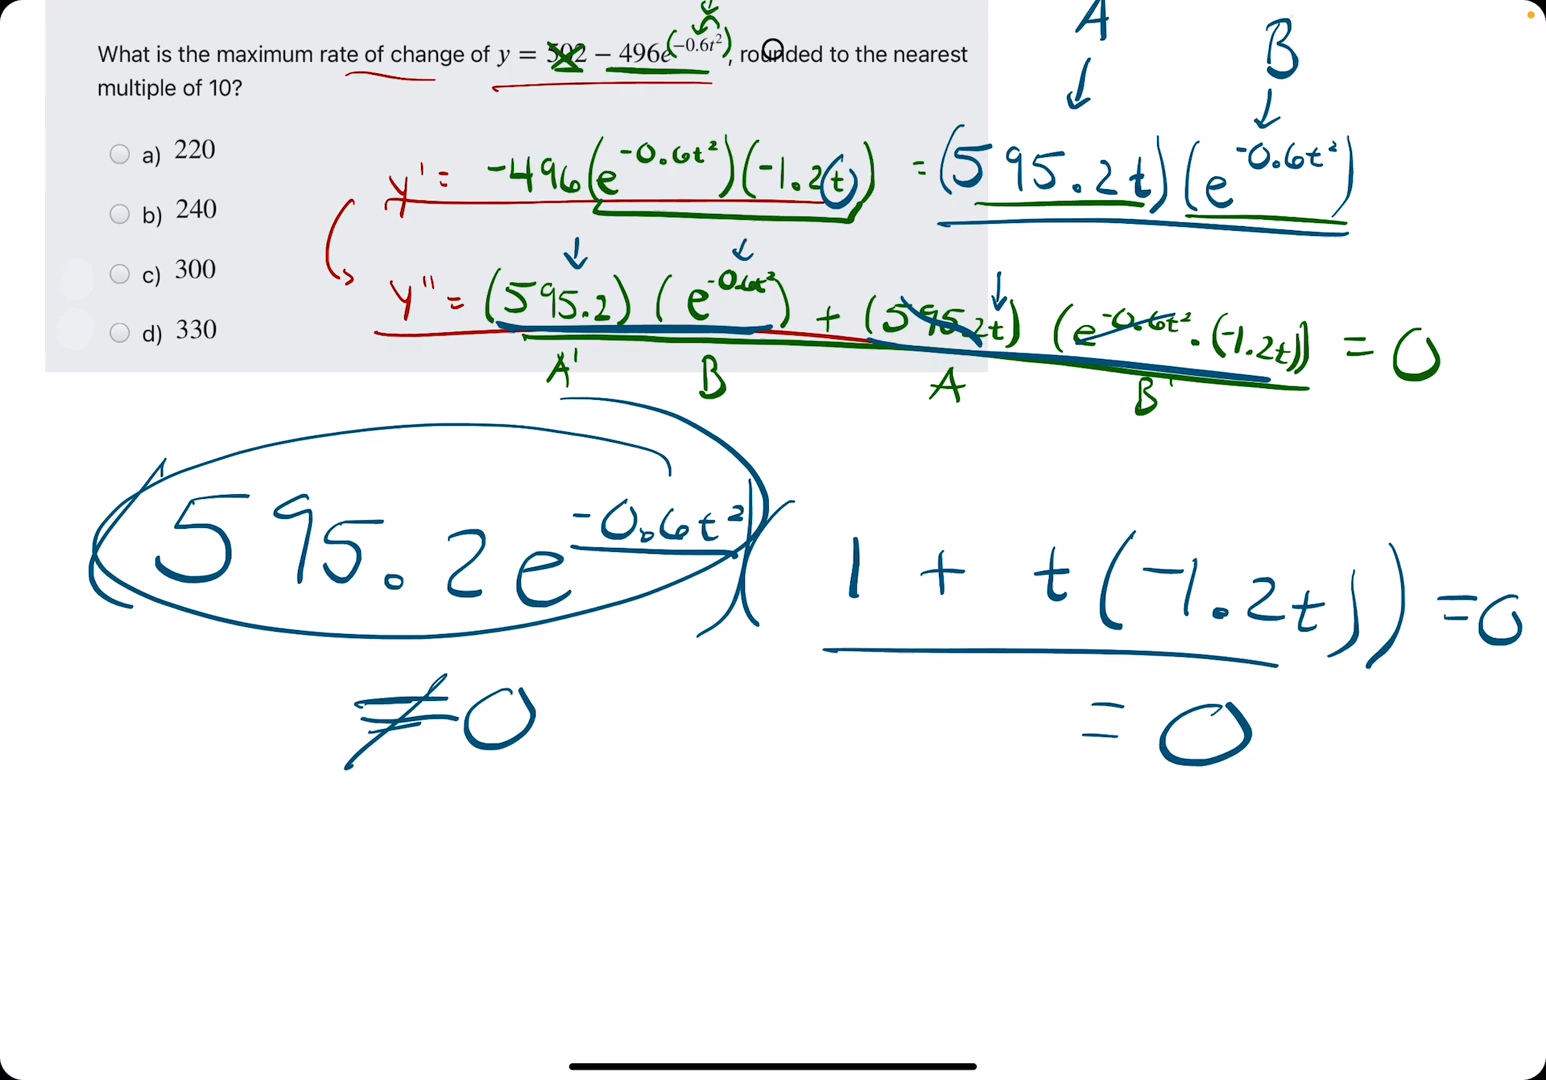 What is the maximum rate of change of y = 502 − 496e^(−0.6t²), rounded to the nearest
multiple of 10?
a) 220
b) 240
c) 300
d) 330
A
B
y' = -496(e^-0.6t²)(-1.2t) = (595.2t)(e^-0.6t²)
y'' = (595.2)(e^-0.6t²) + (595.2t)(e^-0.6t² · (-1.2t)) = 0
A' B A B'
595.2e^-0.6t² (1 + t(-1.2t)) = 0
≠0 = 0